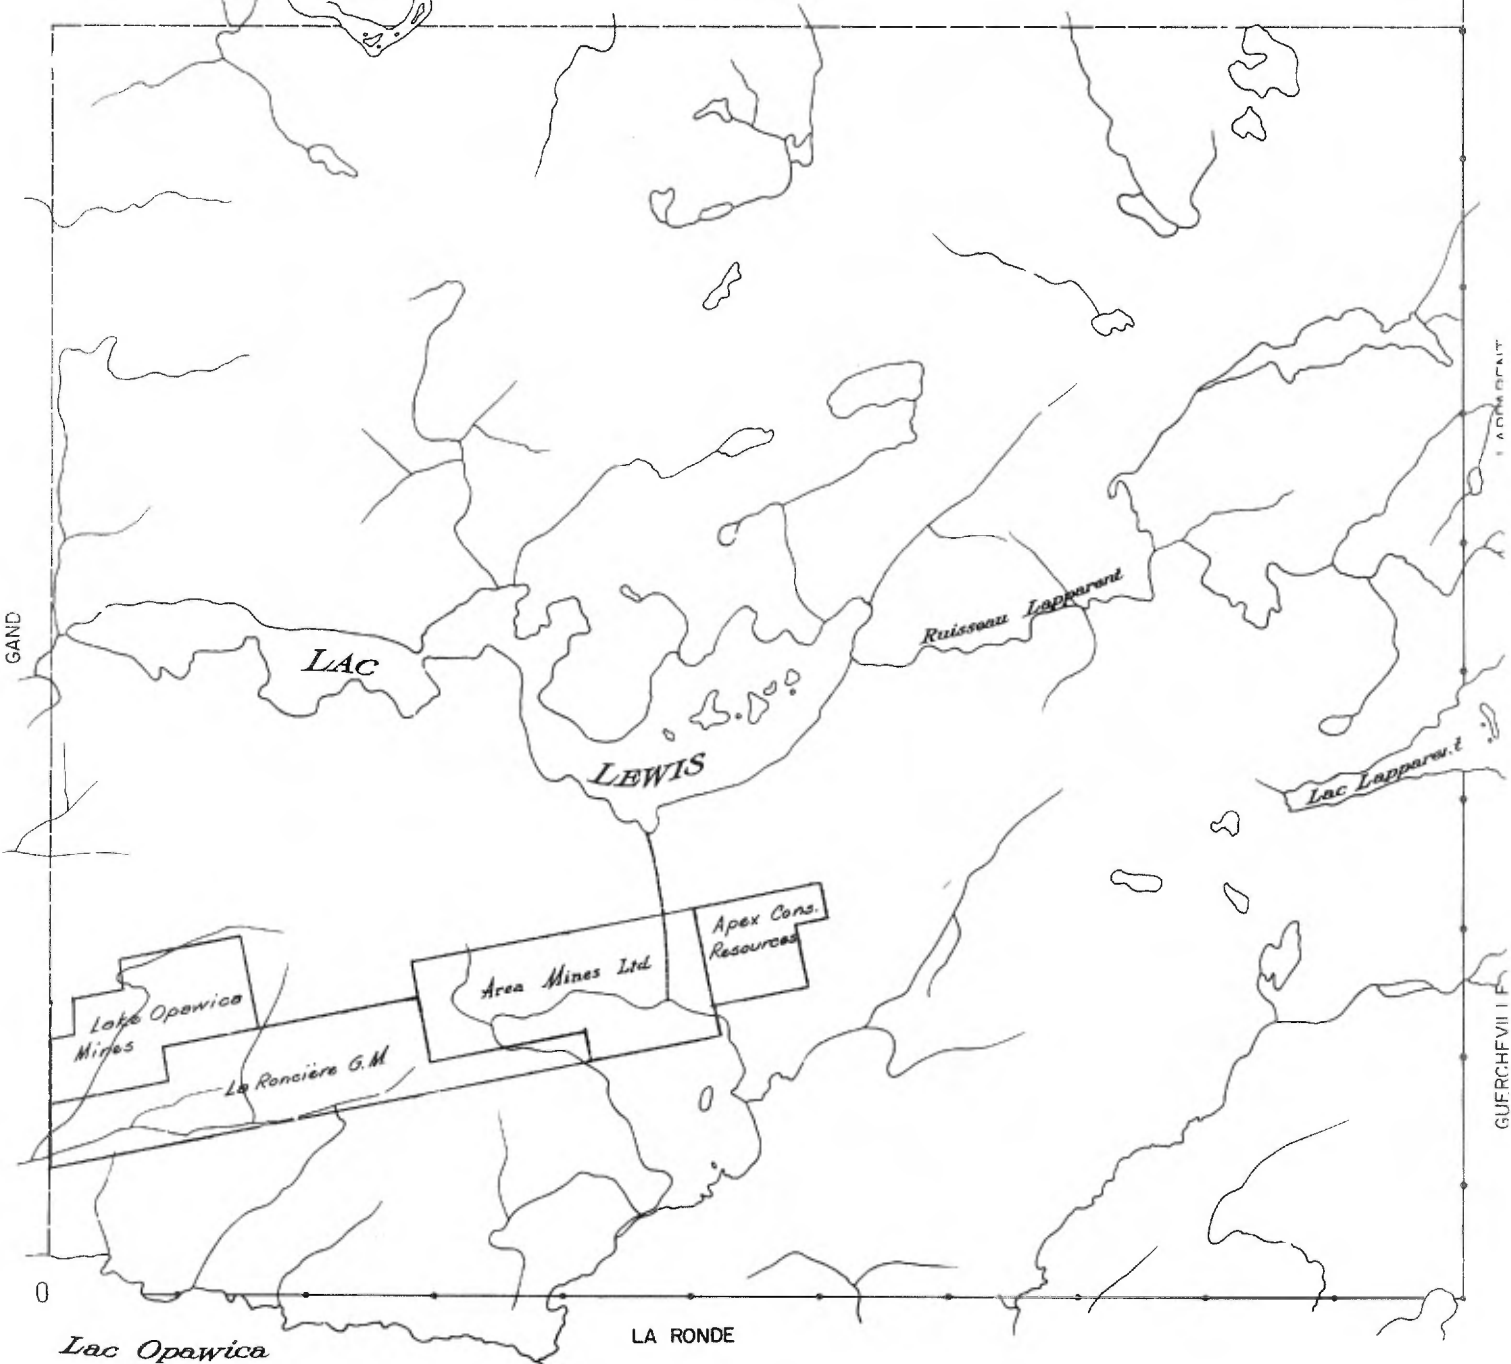 GAND
LAC
LEWIS
Ruisseau Lapparent
Lac Lapparent
Apex Cons.
Resources
Area Mines Ltd
Lake Opawica
Mines
La Roncière G.M.
0
LA RONDE
Lac Opawica